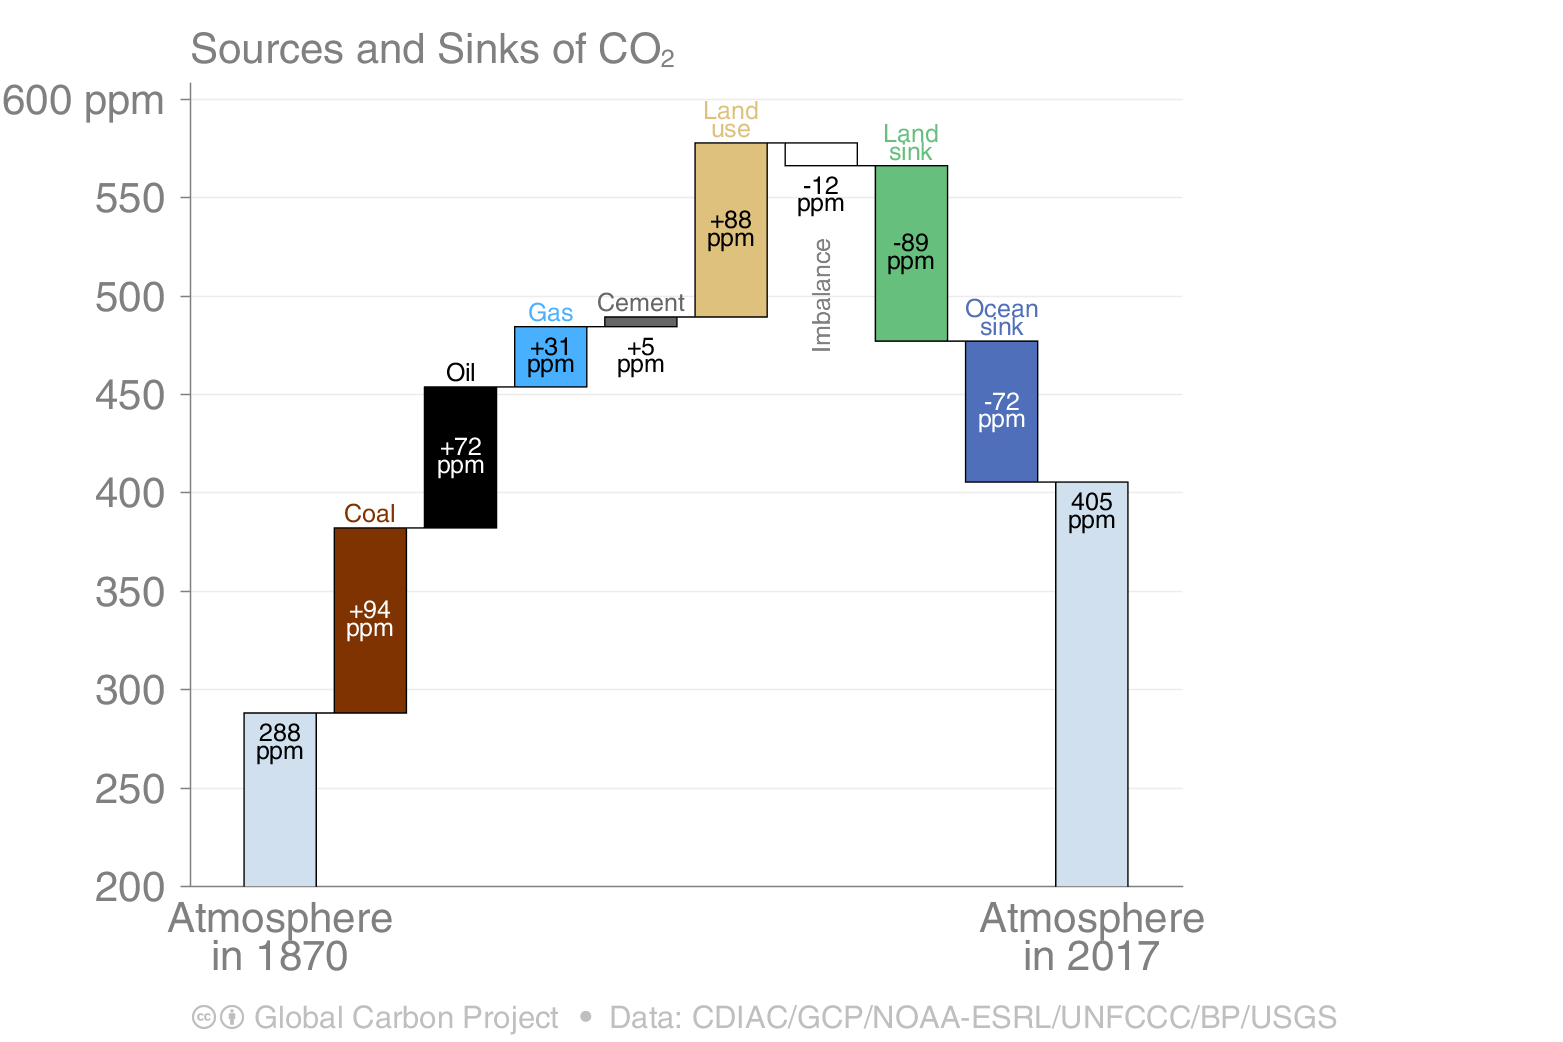 Sources and Sinks of CO₂
600 ppm
550
500
450
400
350
300
250
200
288
ppm
Coal
+94
ppm
Oil
+72
ppm
Gas
+31
ppm
Cement
+5
ppm
Land
use
+88
ppm
-12
ppm
Imbalance
Land
sink
-89
ppm
Ocean
sink
-72
ppm
405
ppm
Atmosphere
in 1870
Atmosphere
in 2017
cc Global Carbon Project • Data: CDIAC/GCP/NOAA-ESRL/UNFCCC/BP/USGS